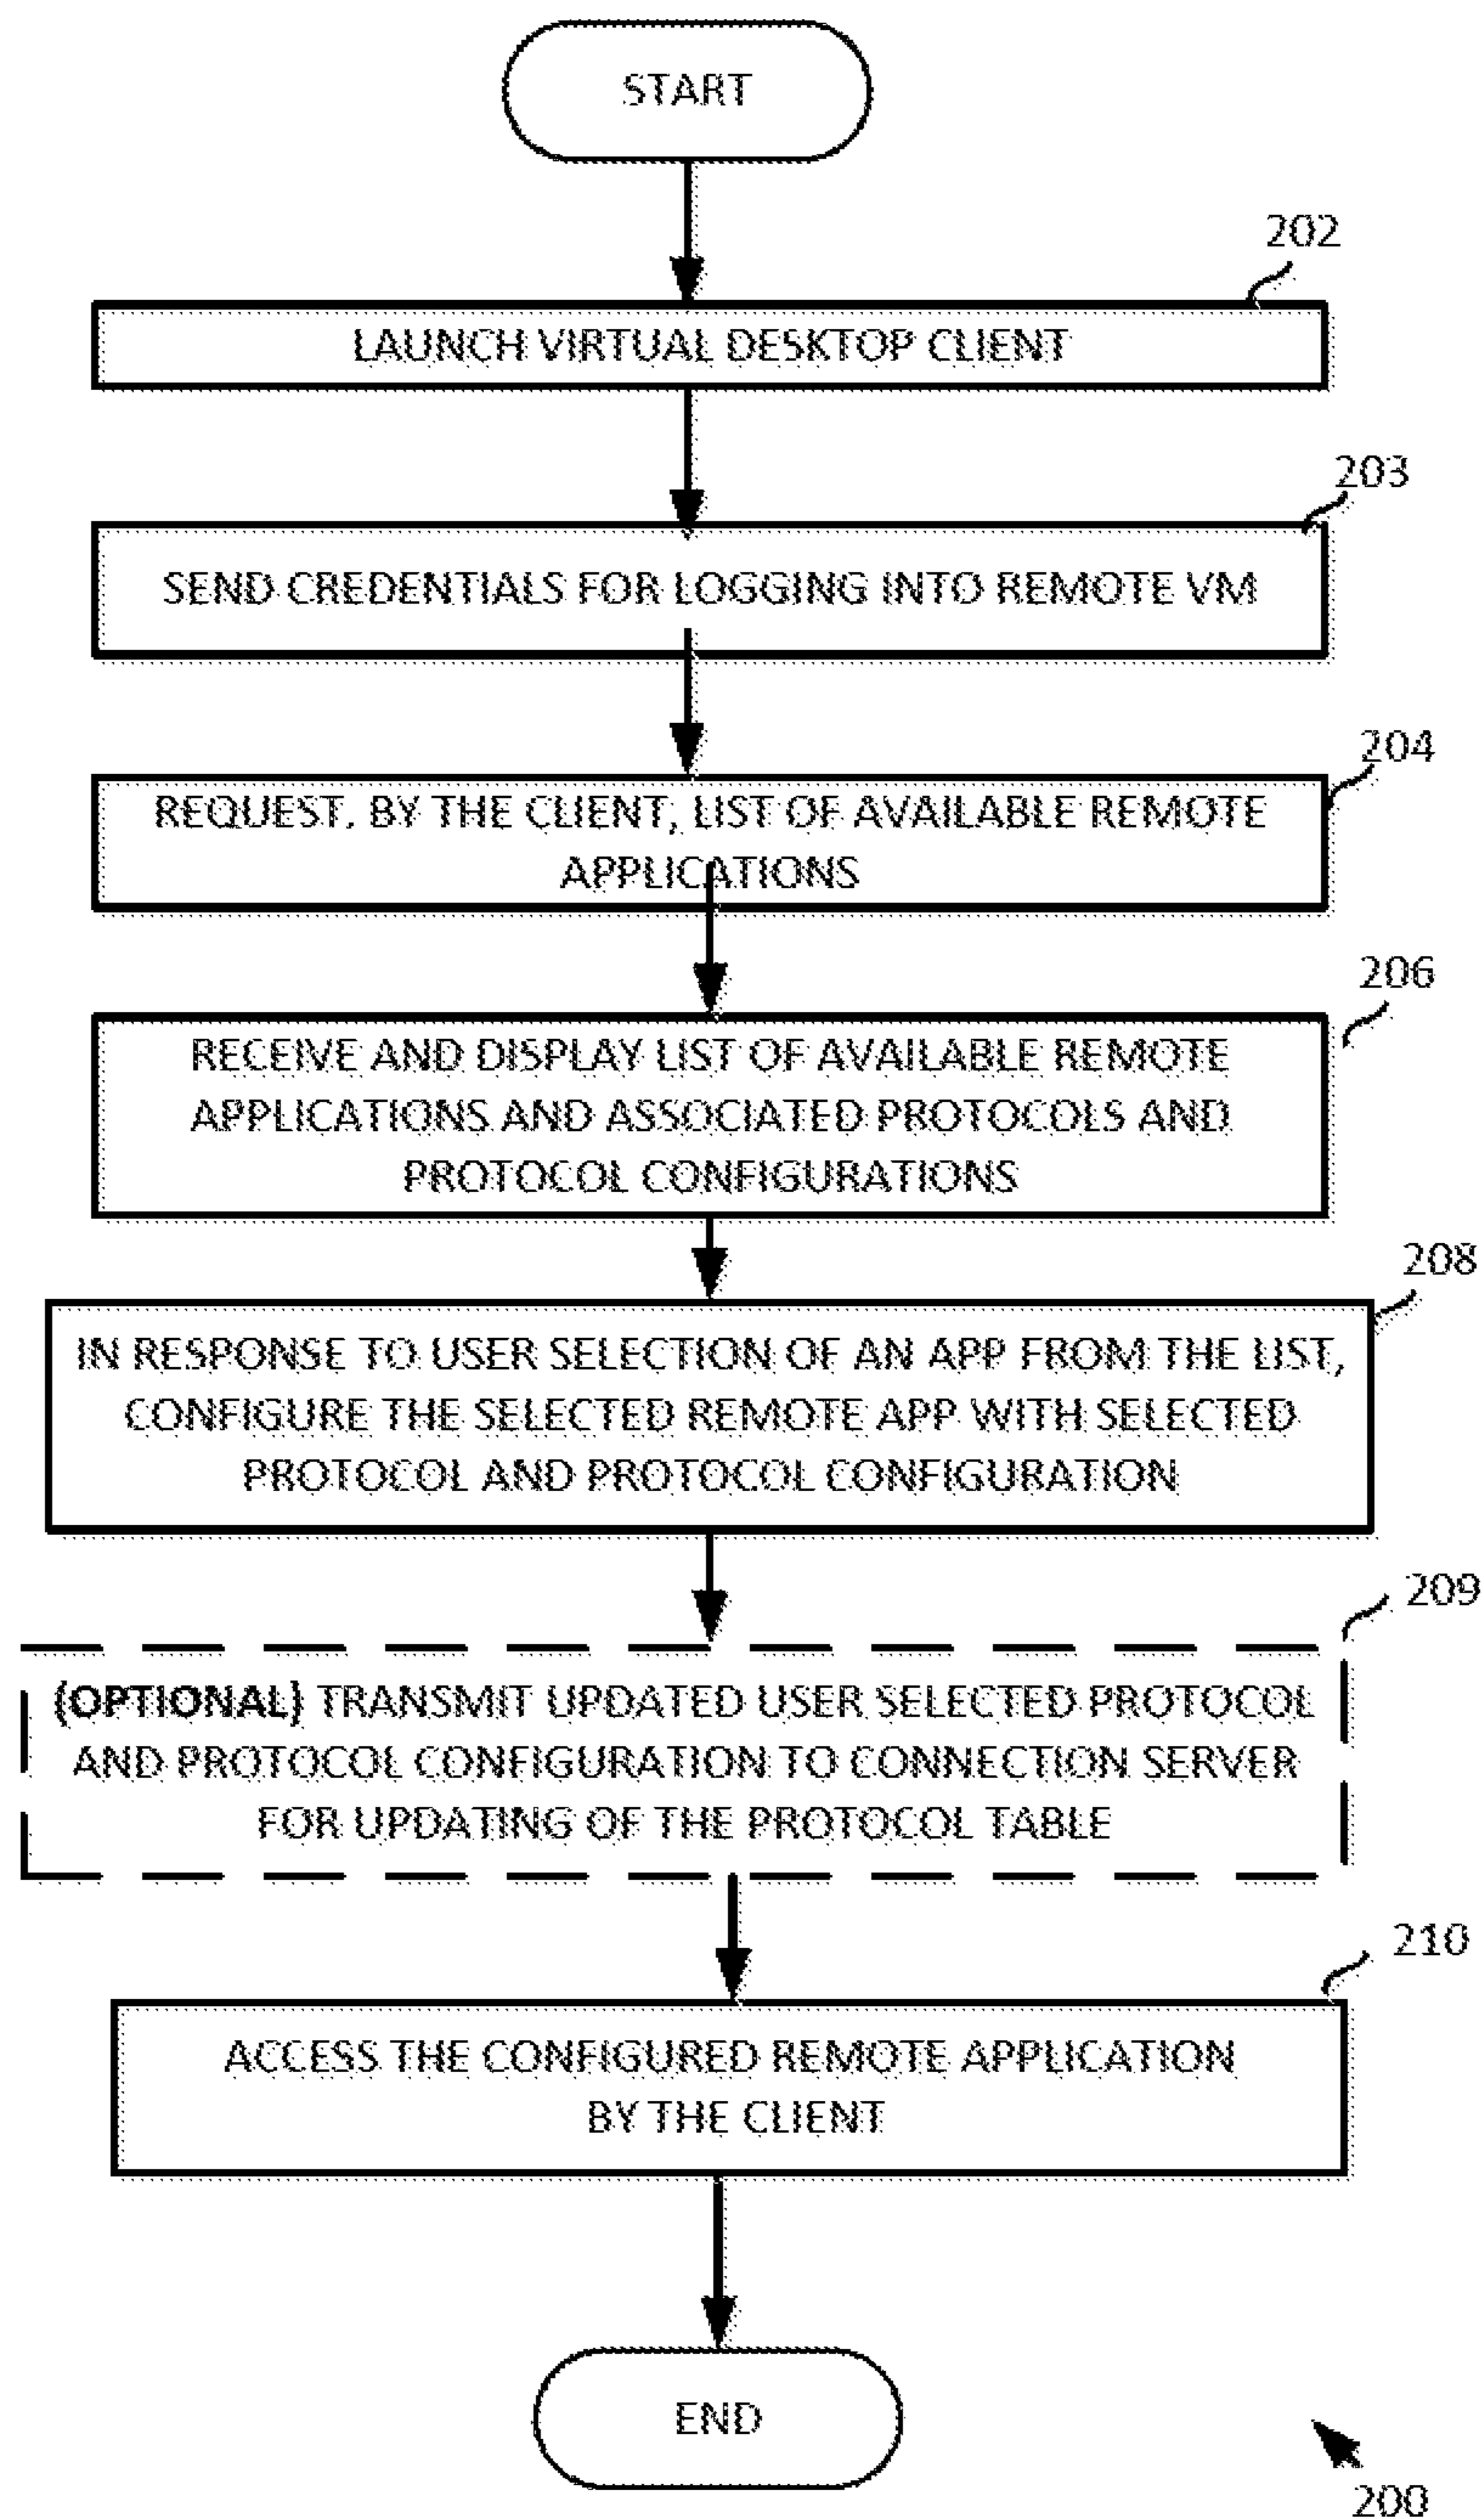 START
202
LAUNCH VIRTUAL DESKTOP CLIENT
203
SEND CREDENTIALS FOR LOGGING INTO REMOTE VM
204
REQUEST, BY THE CLIENT, LIST OF AVAILABLE REMOTE
APPLICATIONS
206
RECEIVE AND DISPLAY LIST OF AVAILABLE REMOTE
APPLICATIONS AND ASSOCIATED PROTOCOLS AND
PROTOCOL CONFIGURATIONS
208
IN RESPONSE TO USER SELECTION OF AN APP FROM THE LIST,
CONFIGURE THE SELECTED REMOTE APP WITH SELECTED
PROTOCOL AND PROTOCOL CONFIGURATION
209
(OPTIONAL) TRANSMIT UPDATED USER SELECTED PROTOCOL
AND PROTOCOL CONFIGURATION TO CONNECTION SERVER
FOR UPDATING OF THE PROTOCOL TABLE
210
ACCESS THE CONFIGURED REMOTE APPLICATION
BY THE CLIENT
END
200